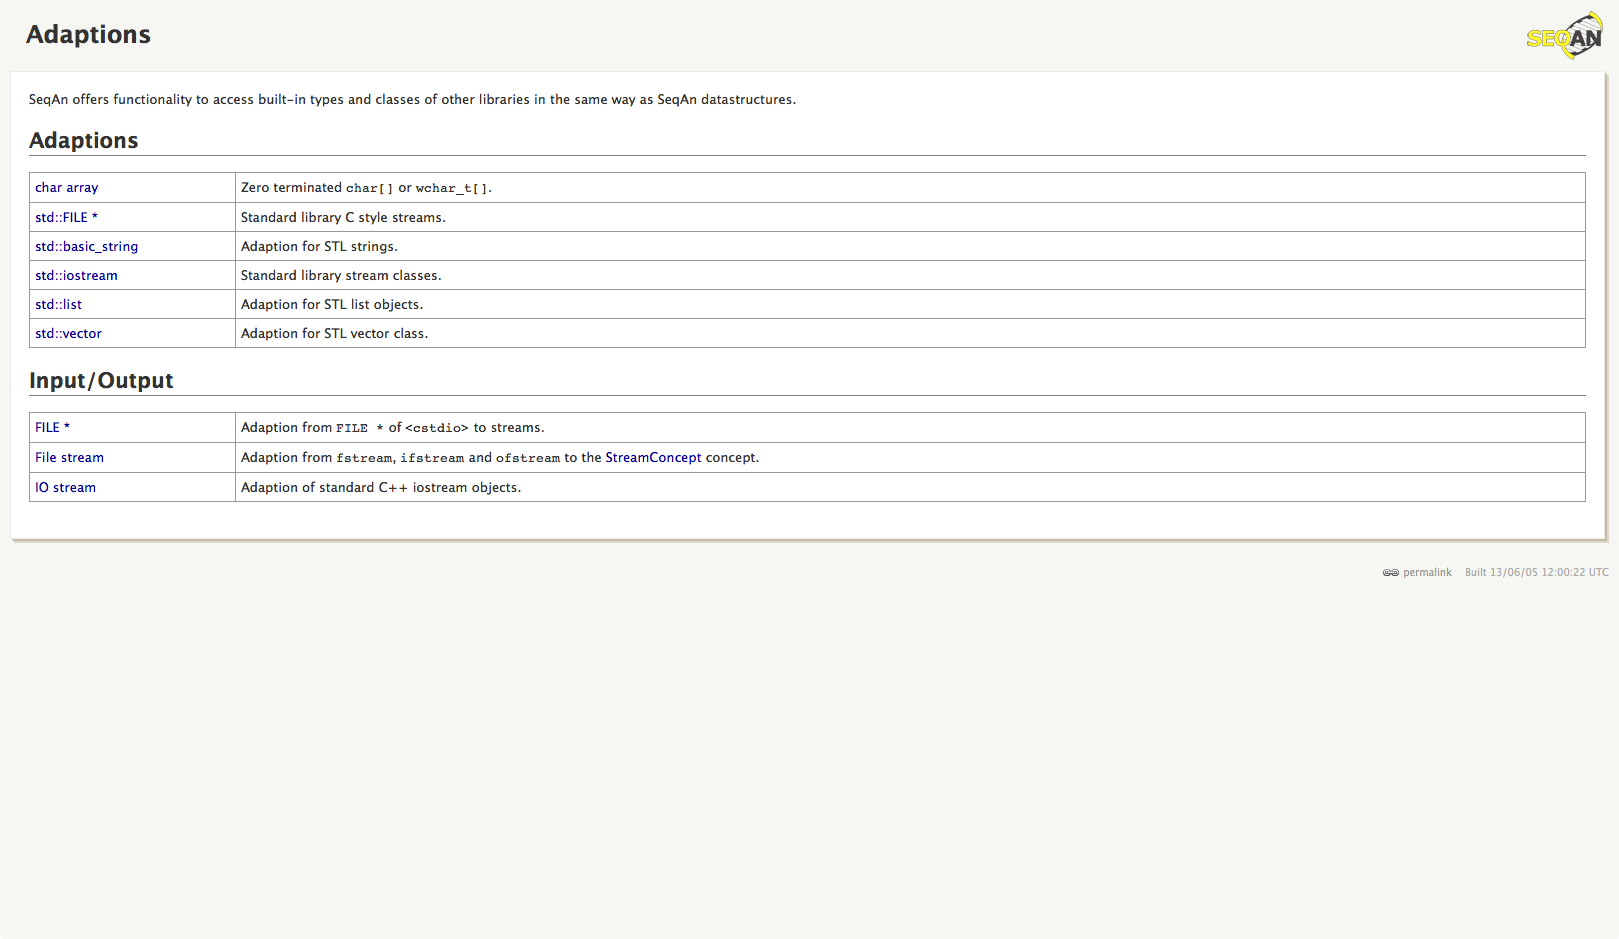 Adaptions
SEQAN
SeqAn offers functionality to access built-in types and classes of other libraries in the same way as SeqAn datastructures.
Adaptions
char array Zero terminated char[] or wchar_t[].
std::FILE * Standard library C style streams.
std::basic_string Adaption for STL strings.
std::iostream Standard library stream classes.
std::list Adaption for STL list objects.
std::vector Adaption for STL vector class.
Input/Output
FILE * Adaption from FILE * of <cstdio> to streams.
File stream Adaption from fstream, ifstream and ofstream to the StreamConcept concept.
IO stream Adaption of standard C++ iostream objects.
permalink Built 13/06/05 12:00:22 UTC